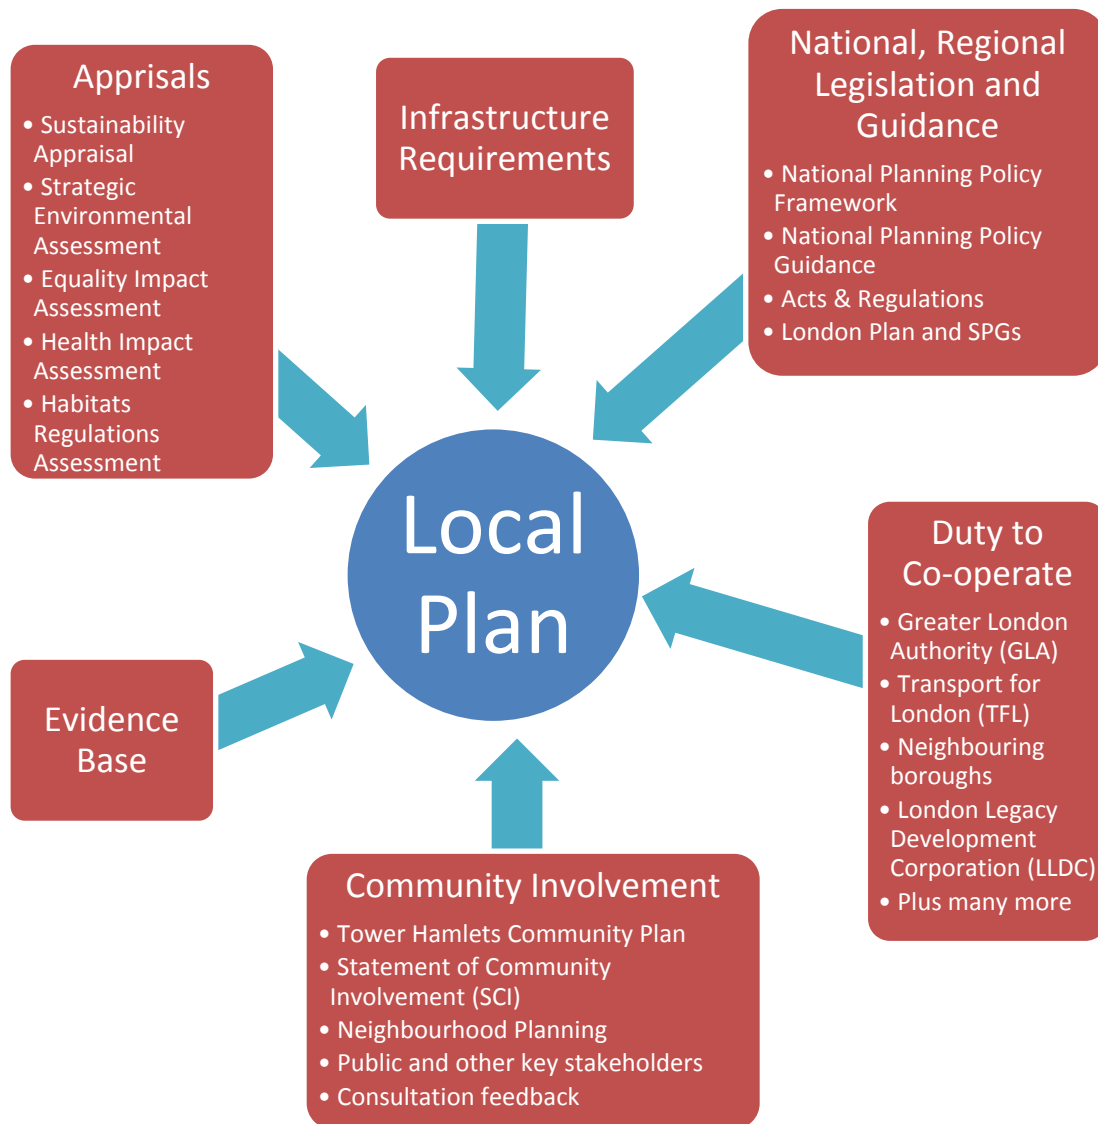 Apprisals
• Sustainability
Appraisal
• Strategic
Environmental
Assessment
• Equality Impact
Assessment
• Health Impact
Assessment
• Habitats
Regulations
Assessment
Infrastructure
Requirements
National, Regional
Legislation and
Guidance
• National Planning Policy
Framework
• National Planning Policy
Guidance
• Acts & Regulations
• London Plan and SPGs
Local
Plan
Duty to
Co-operate
• Greater London
Authority (GLA)
• Transport for
London (TFL)
• Neighbouring
boroughs
• London Legacy
Development
Corporation (LLDC)
• Plus many more
Evidence
Base
Community Involvement
• Tower Hamlets Community Plan
• Statement of Community
Involvement (SCI)
• Neighbourhood Planning
• Public and other key stakeholders
• Consultation feedback